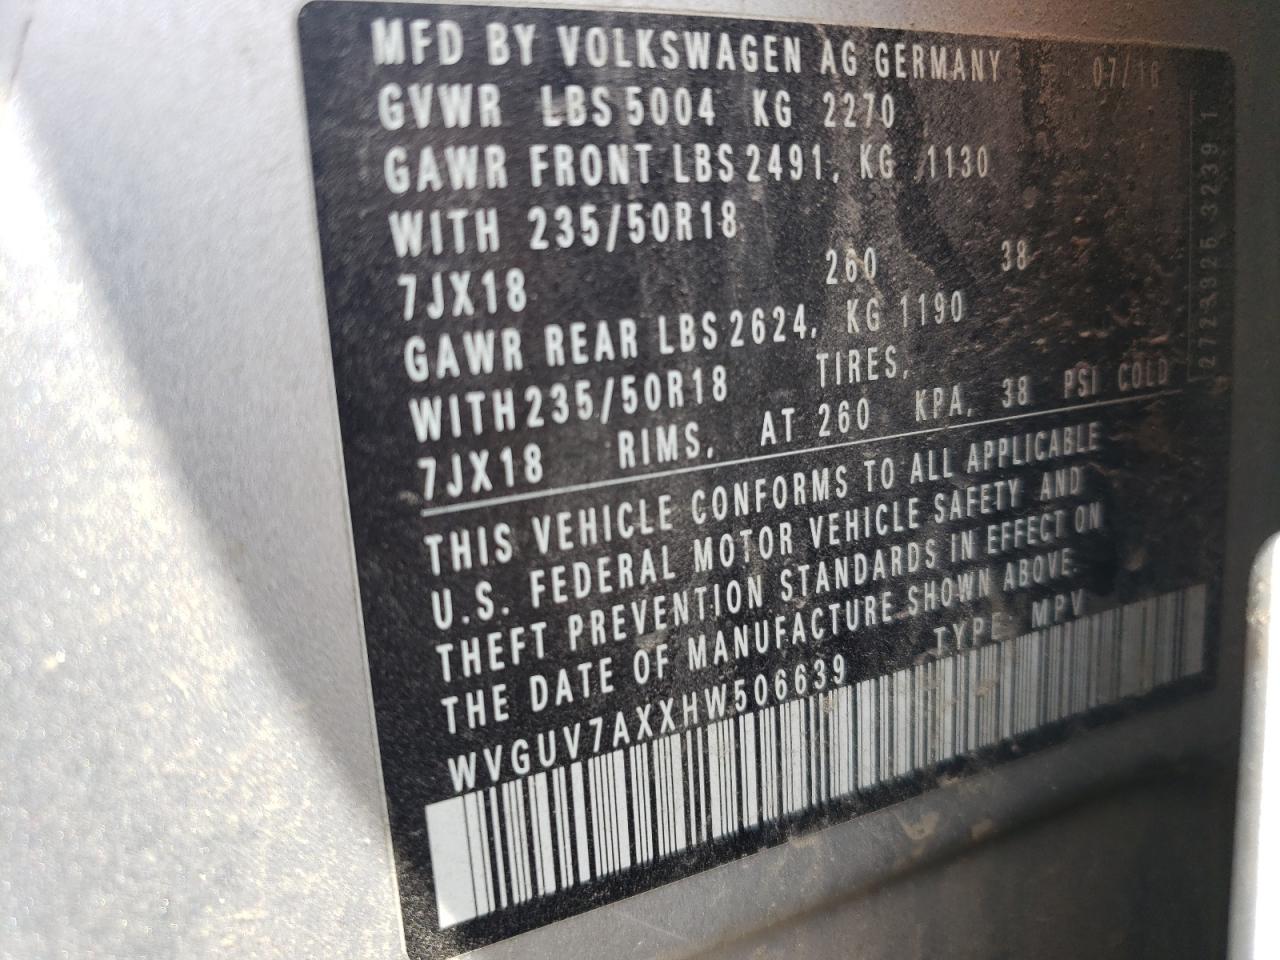 MFD BY VOLKSWAGEN AG GERMANY 07/16
GVWR LBS 5004 KG 2270
GAWR FRONT LBS 2491, KG 1130
WITH 235/50R18
7JX18 260 38
GAWR REAR LBS 2624, KG 1190
WITH 235/50R18 TIRES,
7JX18 RIMS, AT 260 KPA, 38 PSI COLD
THIS VEHICLE CONFORMS TO ALL APPLICABLE
U.S. FEDERAL MOTOR VEHICLE SAFETY AND
THEFT PREVENTION STANDARDS IN EFFECT ON
THE DATE OF MANUFACTURE SHOWN ABOVE.
WVGUV7AXXHW506639 TYPE: MPV